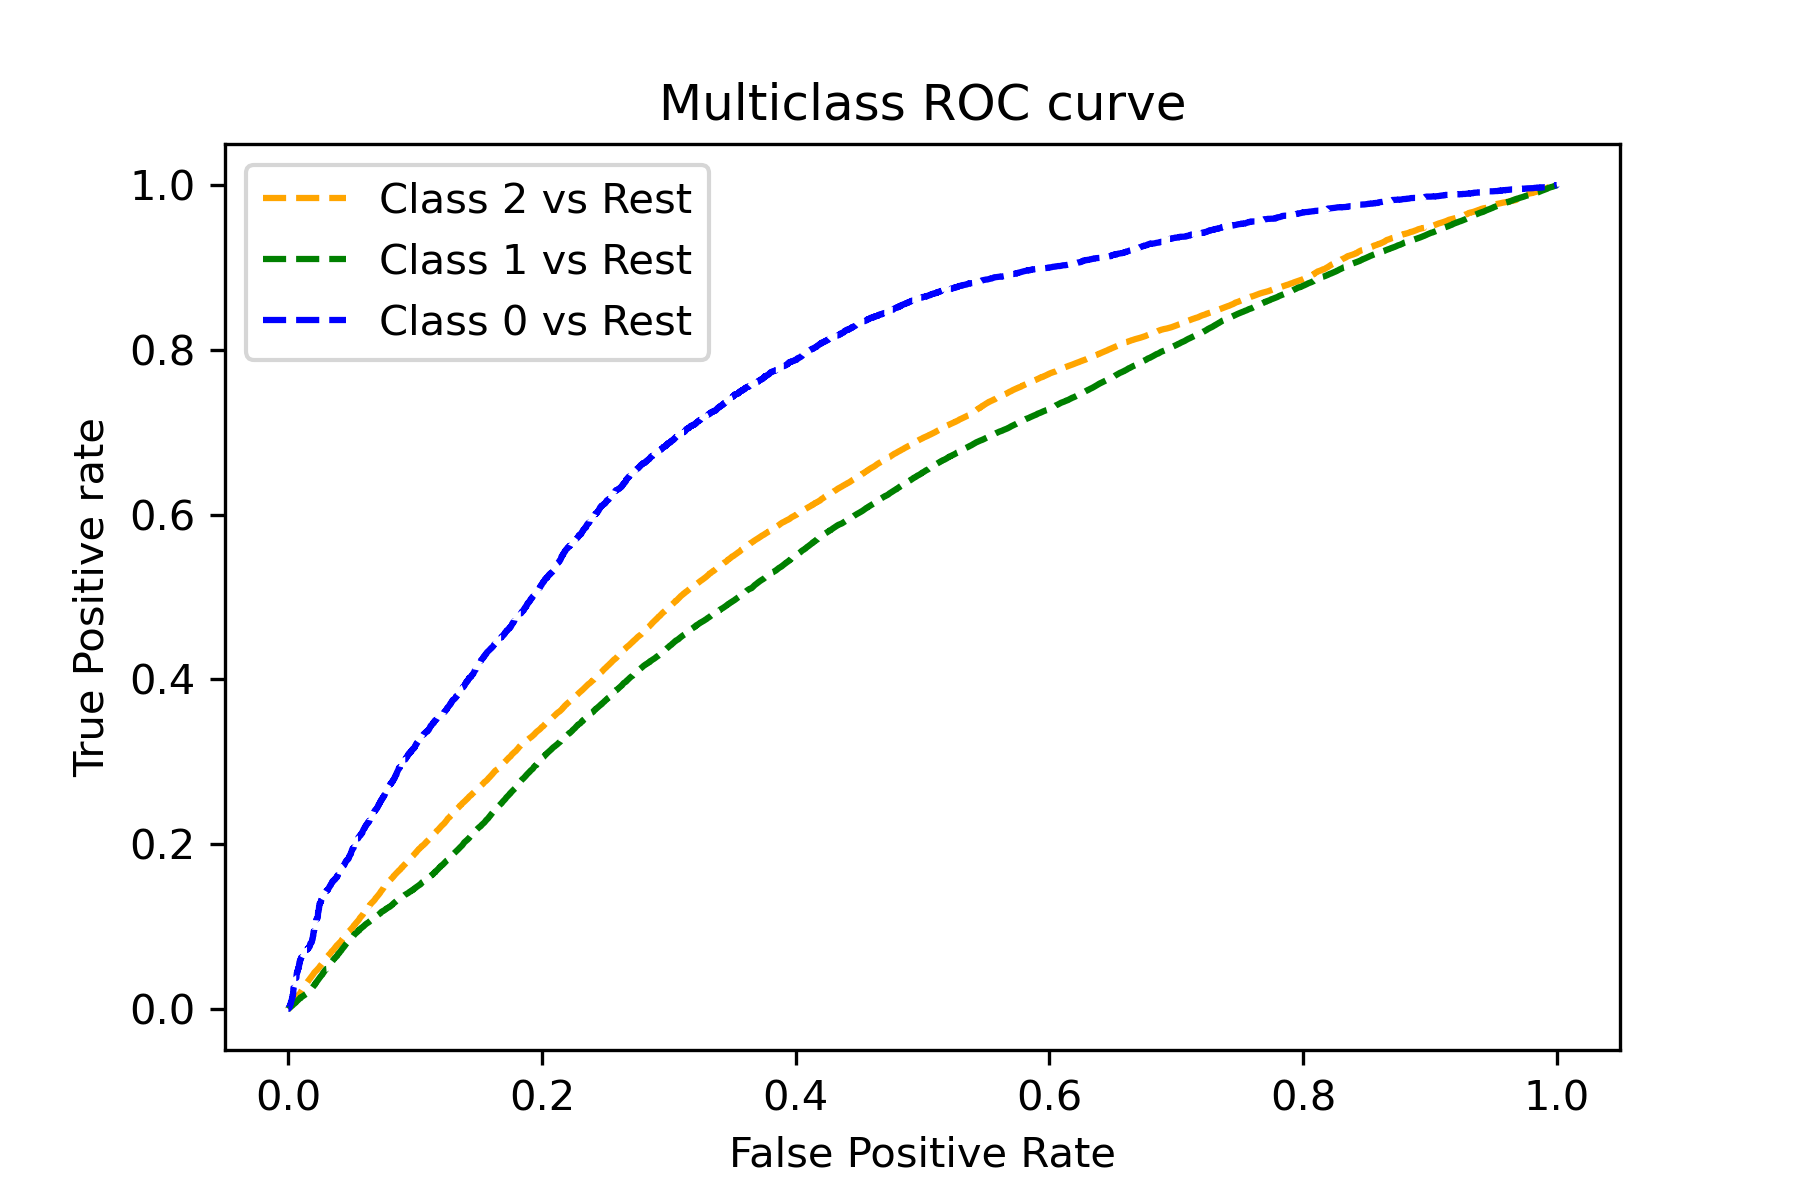 Multiclass ROC curve
Class 2 vs Rest
Class 1 vs Rest
Class 0 vs Rest
True Positive rate
1.0
0.8
0.6
0.4
0.2
0.0
0.0 0.2 0.4 0.6 0.8 1.0
False Positive Rate